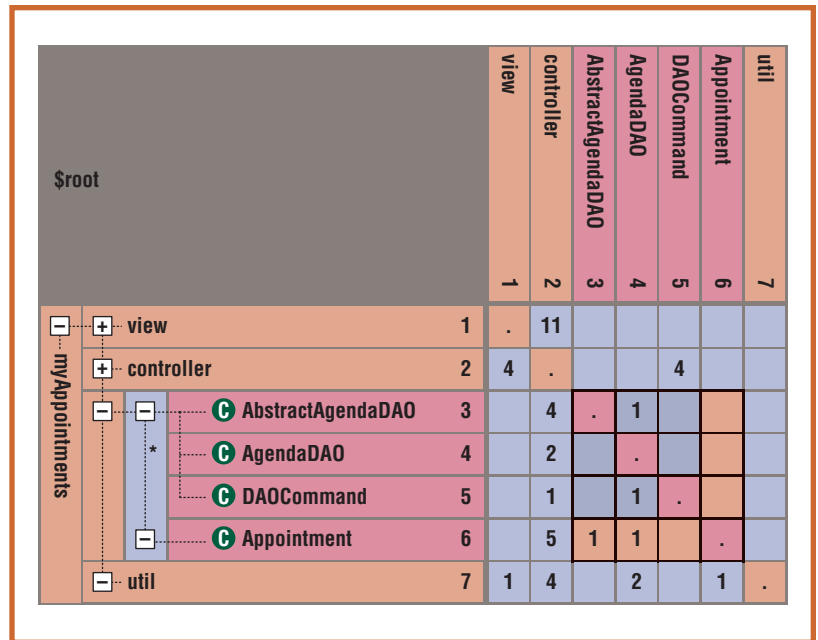 $root
view 1
controller 2
AbstractAgendaDAO 3
AgendaDAO 4
DAOCommand 5
Appointment 6
util 7
myAppointments
- + view 1 . 11
+ controller 2 4 . 4
- - C AbstractAgendaDAO 3 4 . 1
* C AgendaDAO 4 2 .
C DAOCommand 5 1 1 .
- C Appointment 6 5 1 1 .
- util 7 1 4 2 1 .